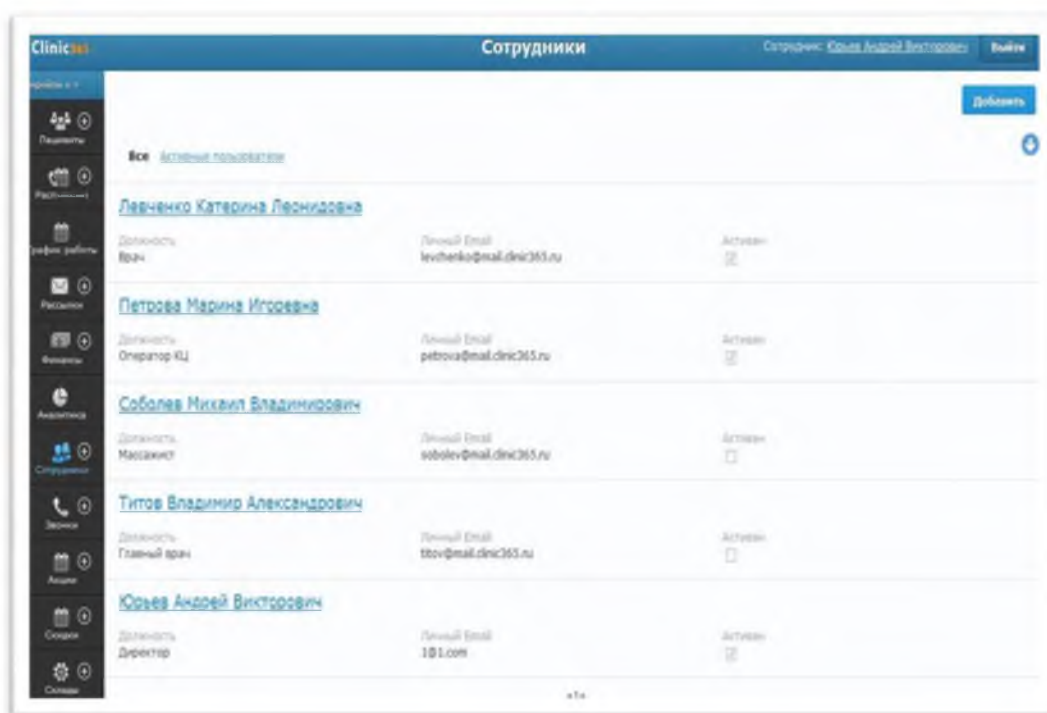 Clinic365
Сотрудники
Сотрудник: Юрьев Андрей Викторович
Выйти
Добавить
Пациенты
Все Активные пользователи
Левченко Катерина Леонидовна
График работы
Должность Личный Email Активен
Врач levchenko@mail.clinic365.ru
Рассылки
Петрова Марина Игоревна
Финансы
Должность Личный Email Активен
Оператор КЦ petrova@mail.clinic365.ru
Аналитика
Соболев Михаил Владимирович
Должность Личный Email Активен
Массажист sobolev@mail.clinic365.ru
Сотрудники
Титов Владимир Александрович
Звонки
Должность Личный Email Активен
Главный врач titov@mail.clinic365.ru
Акции
Юрьев Андрей Викторович
Скидки
Должность Личный Email Активен
Директор 1@1.com
Склады
«1»